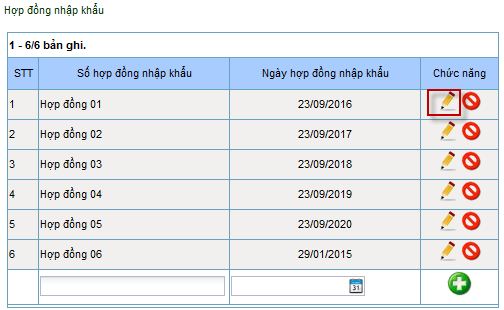 Hợp đồng nhập khẩu
1 - 6/6 bản ghi.
STT Số hợp đồng nhập khẩu Ngày hợp đồng nhập khẩu Chức năng
1 Hợp đồng 01 23/09/2016
2 Hợp đồng 02 23/09/2017
3 Hợp đồng 03 23/09/2018
4 Hợp đồng 04 23/09/2019
5 Hợp đồng 05 23/09/2020
6 Hợp đồng 06 29/01/2015
31